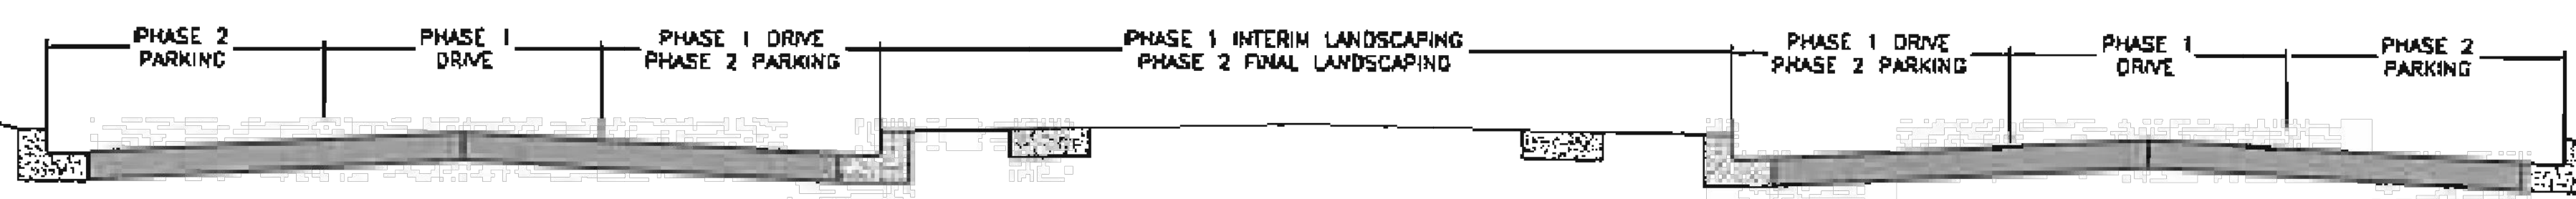 PHASE 2
PARKING
PHASE 1
DRIVE
PHASE 1 DRIVE
PHASE 2 PARKING
PHASE 1 INTERIM LANDSCAPING
PHASE 2 FINAL LANDSCAPING
PHASE 1 DRIVE
PHASE 2 PARKING
PHASE 1
DRIVE
PHASE 2
PARKING